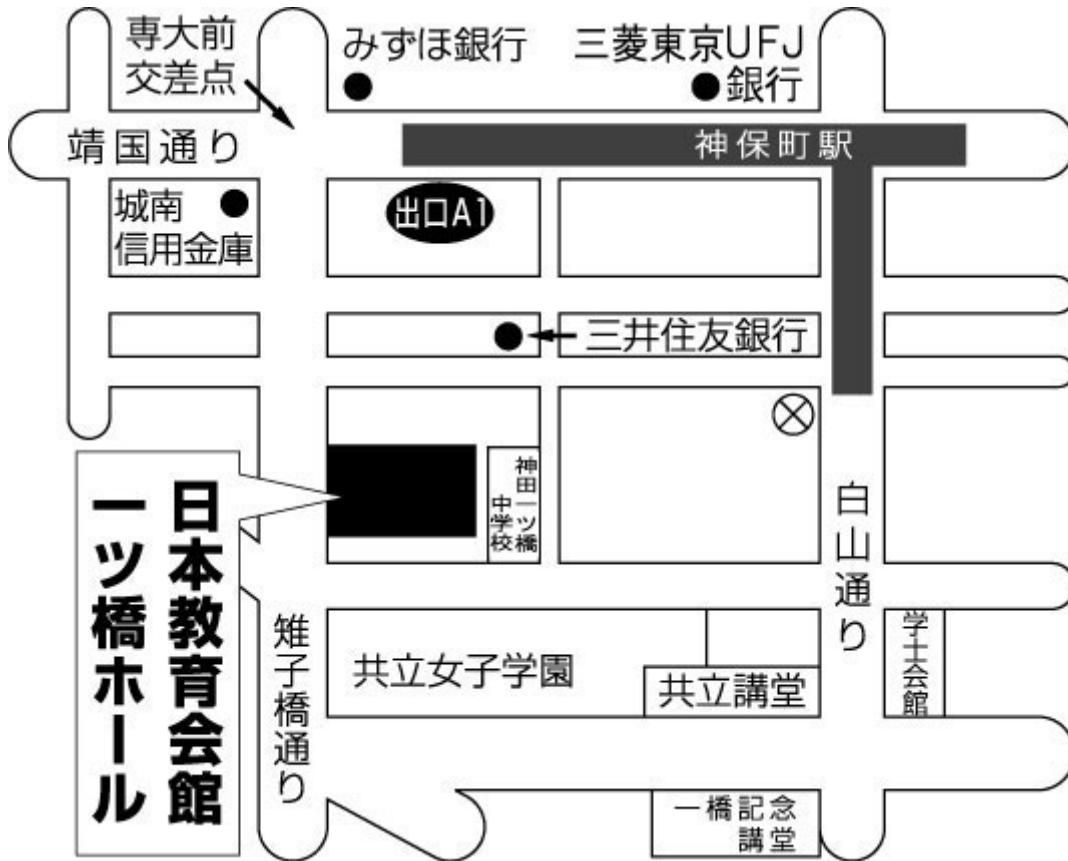 専大前
交差点
みずほ銀行
三菱東京UFJ
銀行
靖国通り
神保町駅
城南
信用金庫
出口A1
三井住友銀行
神田一ツ橋
中学校
日本教育会館
一ツ橋ホール
白山通り
雉子橋通り
共立女子学園
共立講堂
学士会館
一橋記念
講堂